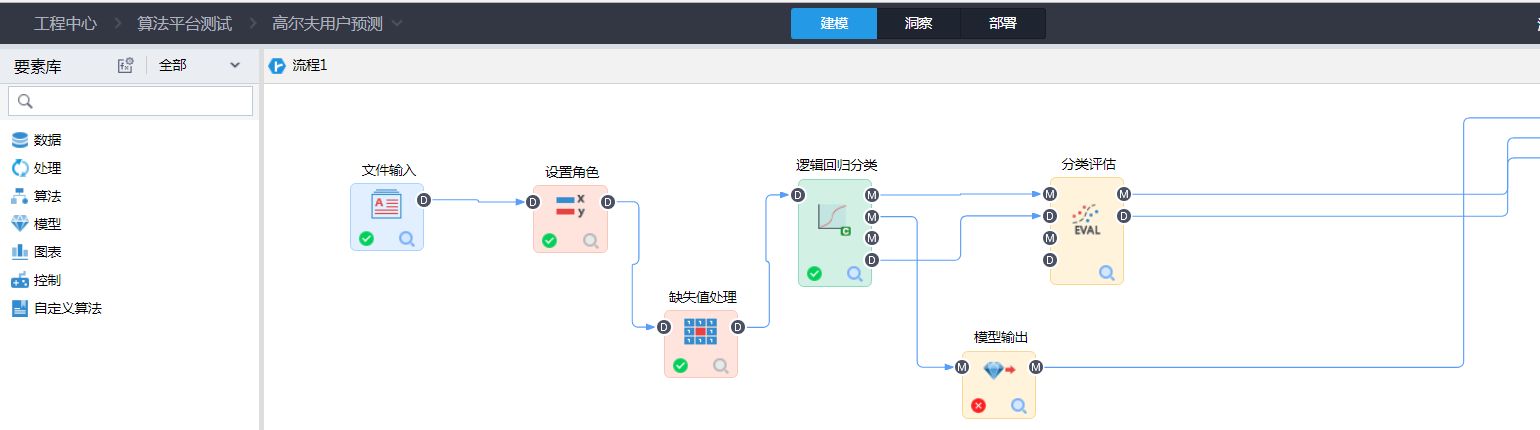 工程中心 算法平台测试 高尔夫用户预测 建模 洞察 部署
要素库 全部 流程1
数据
处理
算法
模型
图表
控制
自定义算法
文件输入
D
设置角色
D x y D
缺失值处理
D D
逻辑回归分类
D M
M
M
D
C
分类评估
M M
D D
M
D
EVAL
模型输出
M M